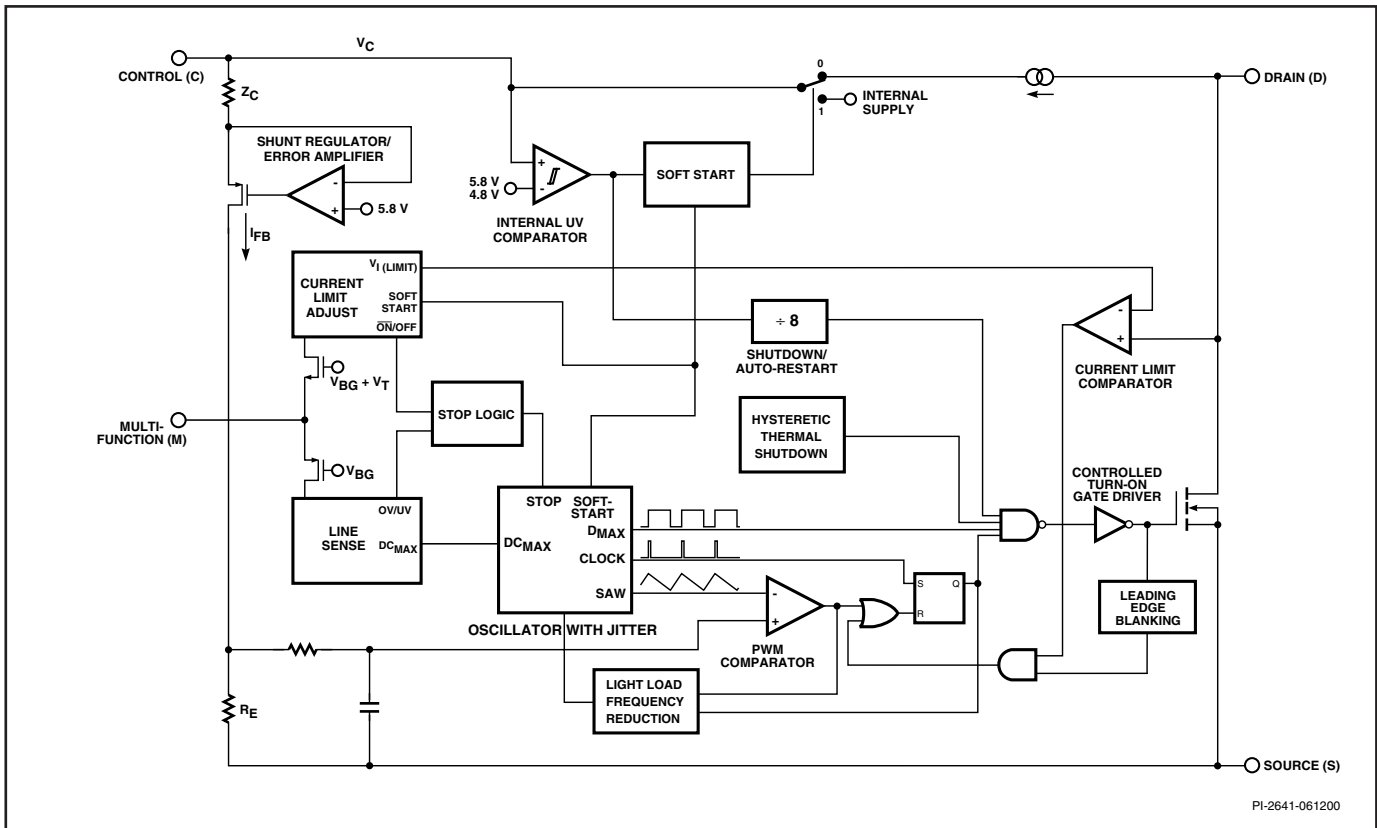 V_C
0
CONTROL (C)
DRAIN (D)
Z_C
1
INTERNAL
SUPPLY
SHUNT REGULATOR/
ERROR AMPLIFIER
-
+
5.8 V
I_FB
+
-
5.8 V
4.8 V
INTERNAL UV
COMPARATOR
SOFT START
CURRENT
LIMIT
ADJUST
V_I (LIMIT)
SOFT
START
O̅N̅/OFF
÷ 8
SHUTDOWN/
AUTO-RESTART
-
+
CURRENT LIMIT
COMPARATOR
V_BG + V_T
MULTI-
FUNCTION (M)
STOP LOGIC
HYSTERETIC
THERMAL
SHUTDOWN
V_BG
CONTROLLED
TURN-ON
GATE DRIVER
LINE
SENSE
OV/UV
DC_MAX
STOP
SOFT-
START
DC_MAX
D_MAX
CLOCK
SAW
OSCILLATOR WITH JITTER
-
+
PWM
COMPARATOR
S
Q
R
LEADING
EDGE
BLANKING
LIGHT LOAD
FREQUENCY
REDUCTION
R_E
SOURCE (S)
PI-2641-061200